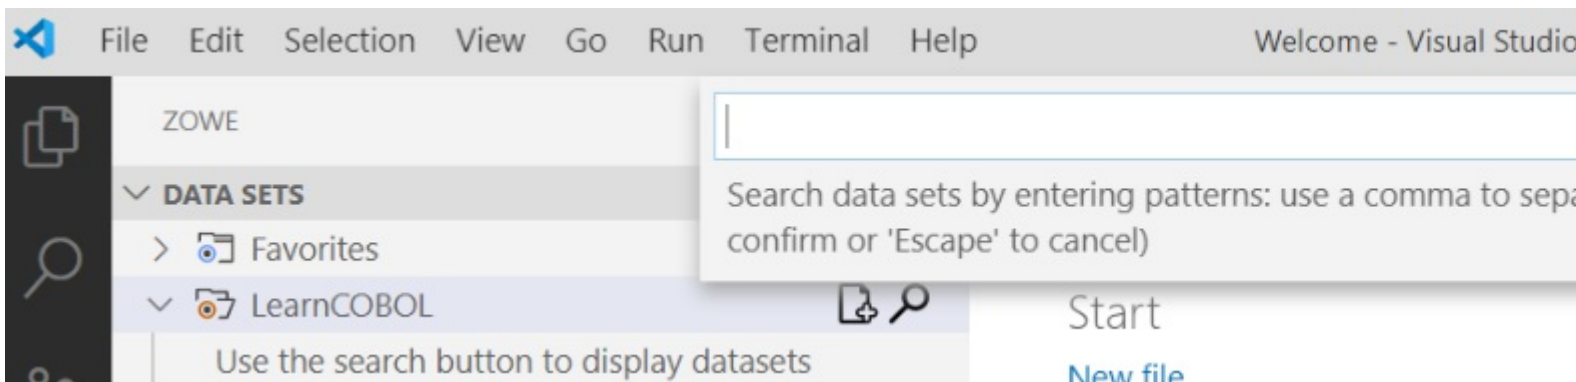 File Edit Selection View Go Run Terminal Help Welcome - Visual Studio
ZOWE
DATA SETS
Search data sets by entering patterns: use a comma to sepa
confirm or 'Escape' to cancel)
Favorites
LearnCOBOL
Use the search button to display datasets
Start
New file